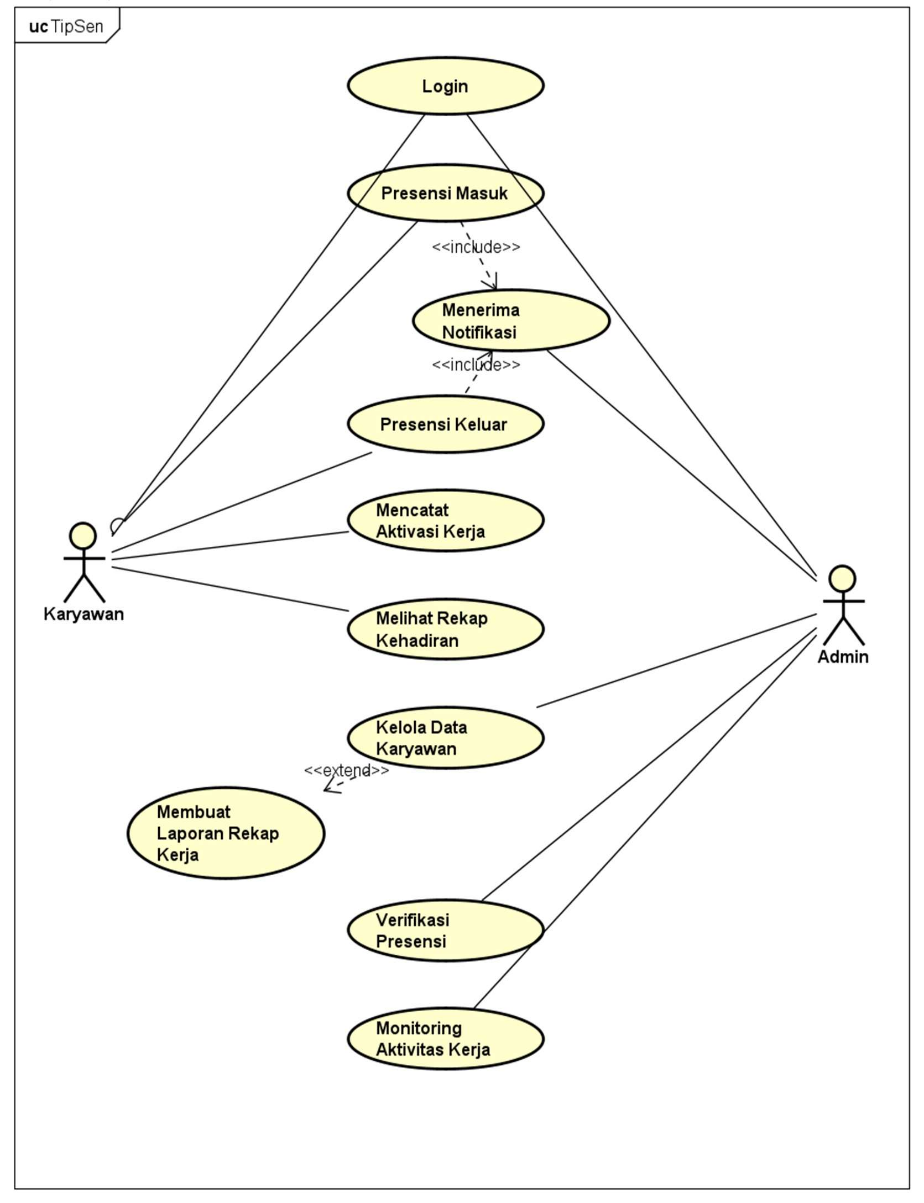 uc TipSen
Login
Presensi Masuk
<<include>>
Menerima
Notifikasi
<<include>>
Presensi Keluar
Mencatat
Aktivasi Kerja
Karyawan
Melihat Rekap
Kehadiran
Admin
Kelola Data
Karyawan
<<extend>>
Membuat
Laporan Rekap
Kerja
Verifikasi
Presensi
Monitoring
Aktivitas Kerja